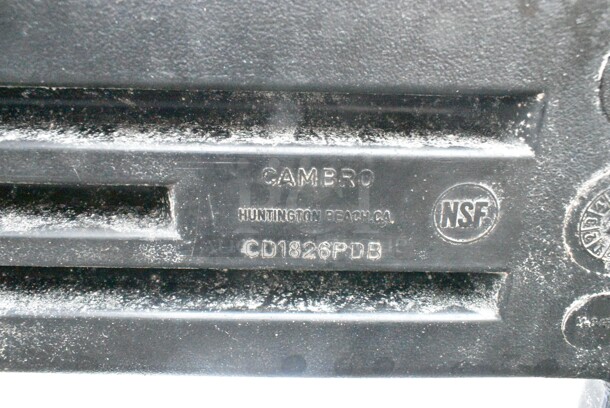 CAMBRO
HUNTINGTON BEACH, CA.
NSF
CD1826PDB